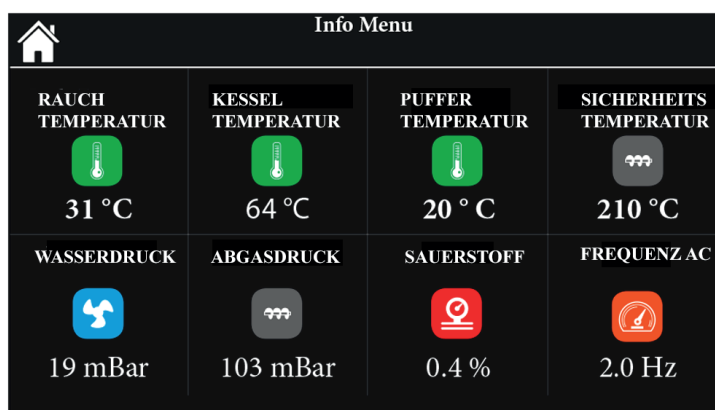 Info Menu
RAUCH
TEMPERATUR
31 °C
KESSEL
TEMPERATUR
64 °C
PUFFER
TEMPERATUR
20 ° C
SICHERHEITS
TEMPERATUR
210 °C
WASSERDRUCK
19 mBar
ABGASDRUCK
103 mBar
SAUERSTOFF
0.4 %
FREQUENZ AC
2.0 Hz